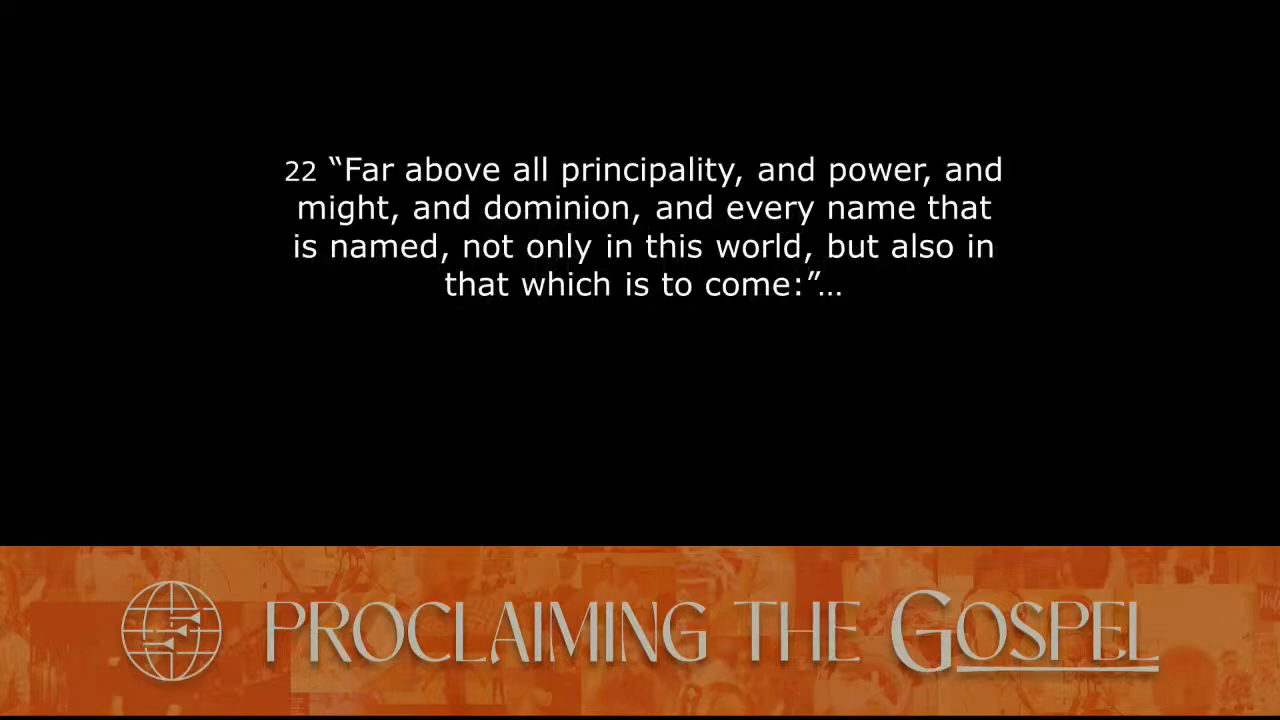 22 “Far above all principality, and power, and
might, and dominion, and every name that
is named, not only in this world, but also in
that which is to come:”…
PROCLAIMING THE GOSPEL